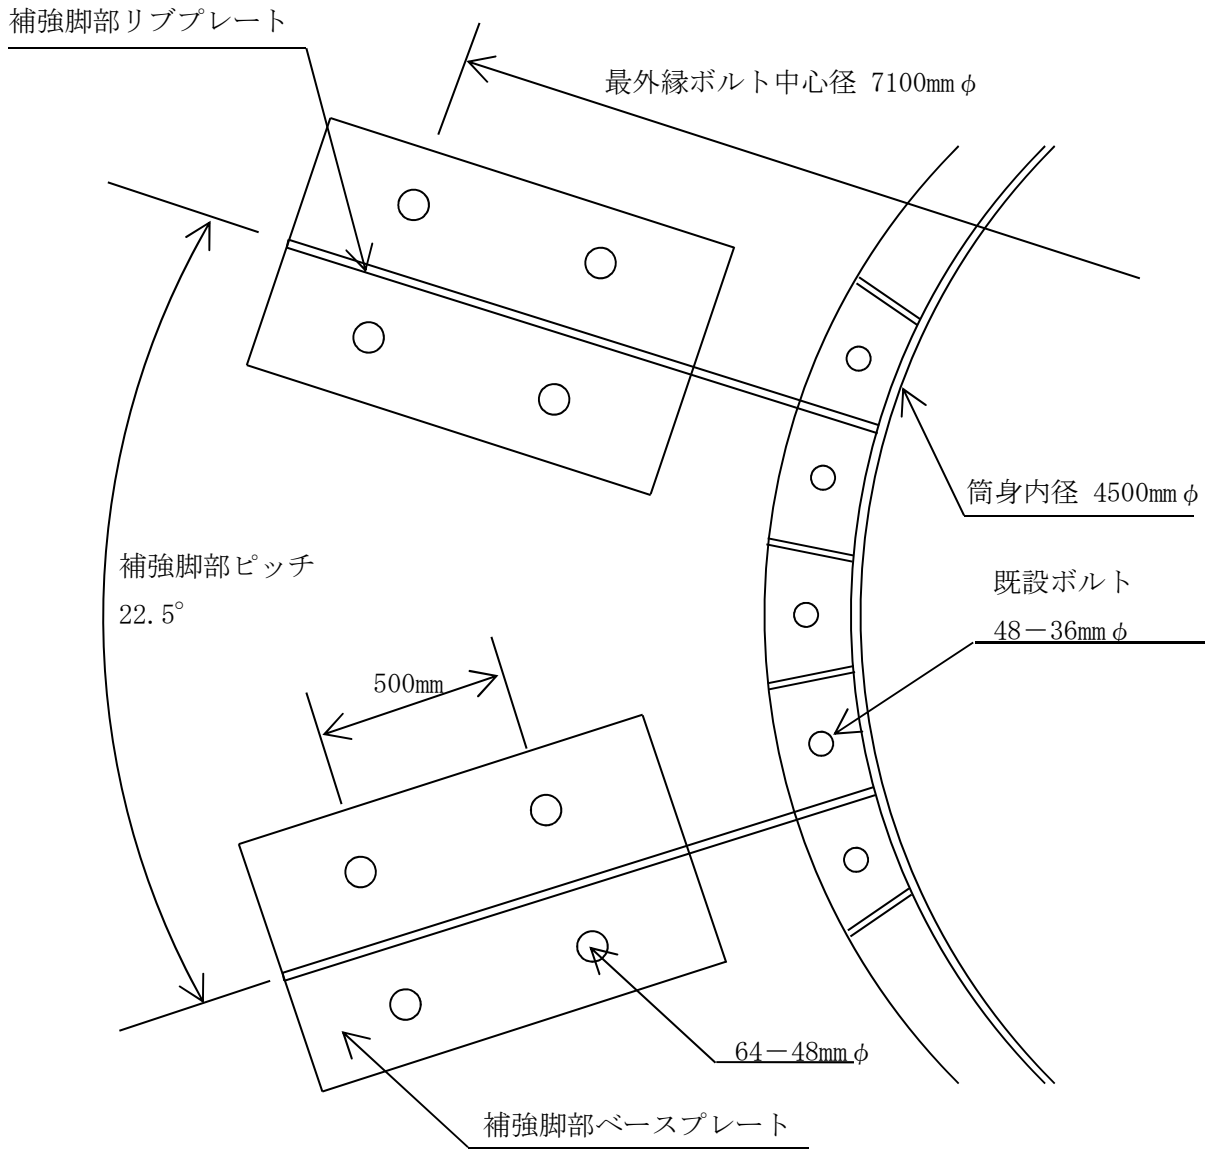 補強脚部リブプレート
最外縁ボルト中心径 7100mmφ
筒身内径 4500mmφ
補強脚部ピッチ
22.5°
既設ボルト
48－36mmφ
500mm
64－48mmφ
補強脚部ベースプレート